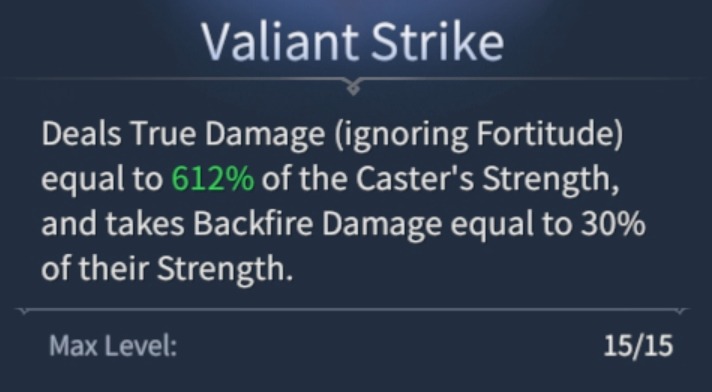 Valiant Strike
Deals True Damage (ignoring Fortitude)
equal to 612% of the Caster's Strength,
and takes Backfire Damage equal to 30%
of their Strength.
Max Level: 15/15